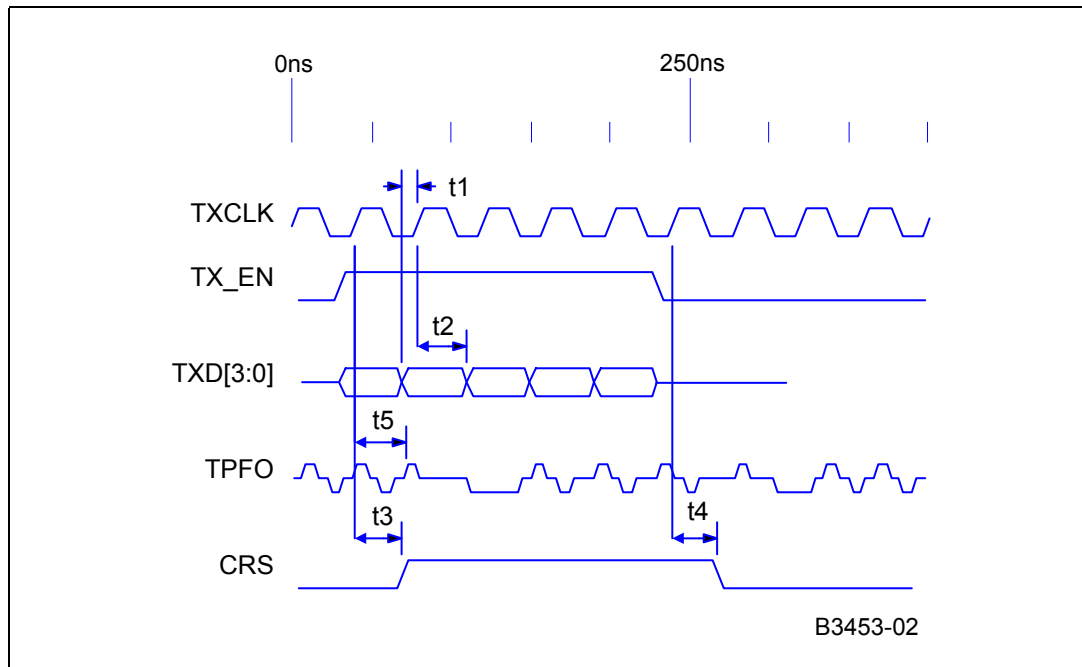 0ns 250ns
t1
TXCLK
TX_EN
t2
TXD[3:0]
t5
TPFO
t3 t4
CRS
B3453-02